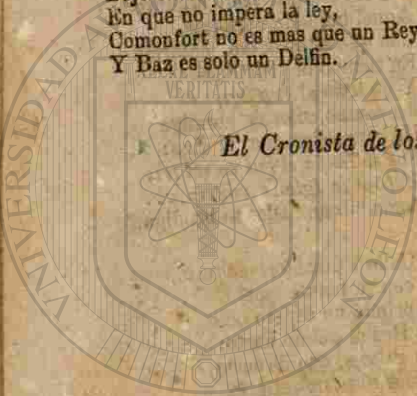 En que no impera la ley,
Comonfort no es mas que un Rey
Y Baz es solo un Delfin.
VERITATIS
El Cronista de lo